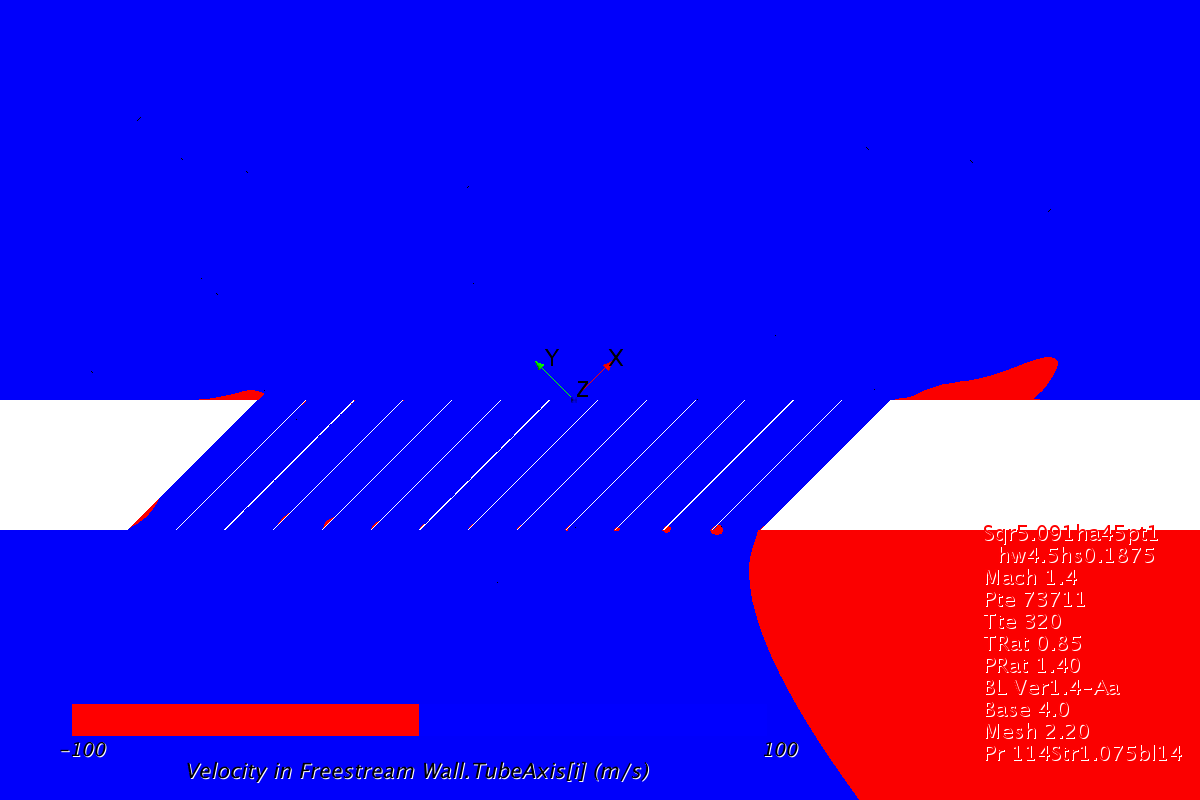 Y X
Z
Sqr5.091ha45pt1
hw4.5hs0.1875
Mach 1.4
Pte 73711
Tte 320
TRat 0.85
PRat 1.40
BL Ver1.4-Aa
Base 4.0
Mesh 2.20
Pr 114Str1.075bl14
-100 100
Velocity in Freestream Wall.TubeAxis[i] (m/s)